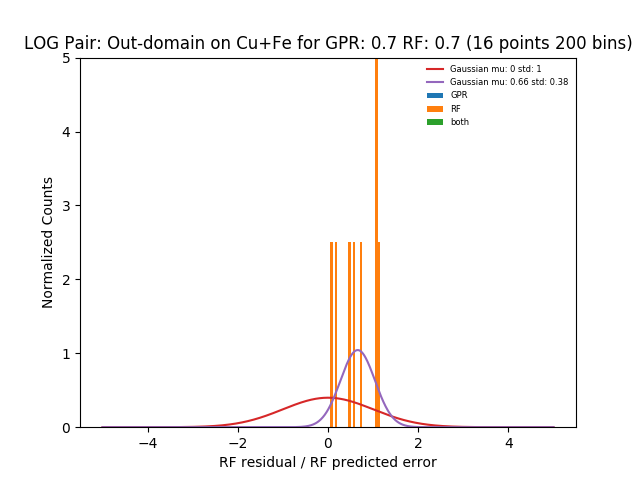 LOG Pair: Out-domain on Cu+Fe for GPR: 0.7 RF: 0.7 (16 points 200 bins)
Gaussian mu: 0 std: 1
Gaussian mu: 0.66 std: 0.38
GPR
RF
both
Normalized Counts
5
4
3
2
1
0
−4 −2 0 2 4
RF residual / RF predicted error